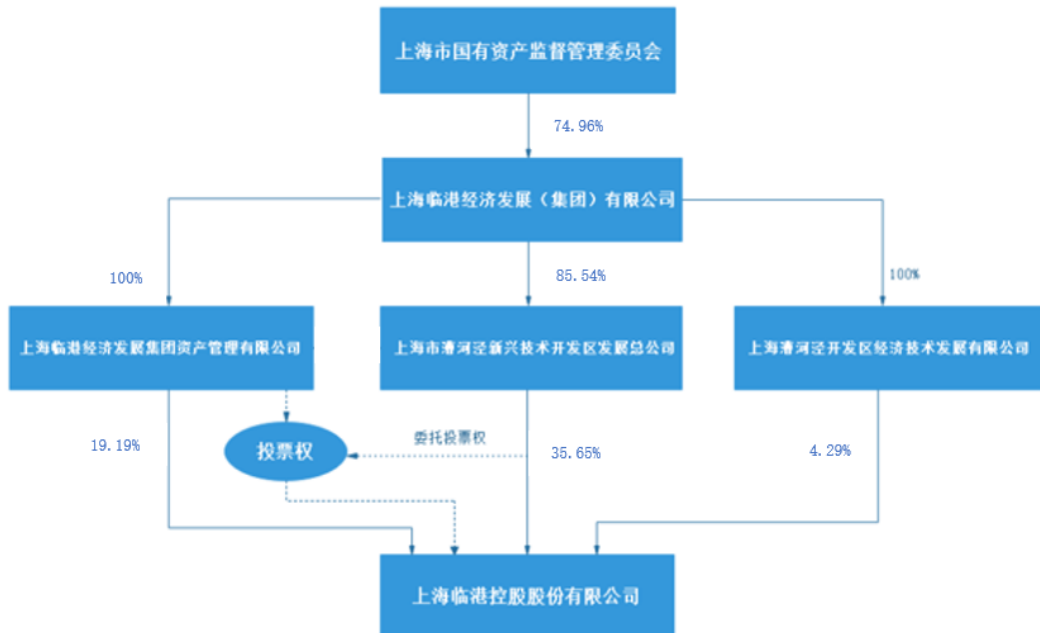 上海市国有资产监督管理委员会
74.96%
上海临港经济发展（集团）有限公司
100%
85.54%
100%
上海临港经济发展集团资产管理有限公司
上海市漕河泾新兴技术开发区发展总公司
上海漕河泾开发区经济技术发展有限公司
19.19%
投票权
委托投票权
35.65%
4.29%
上海临港控股股份有限公司